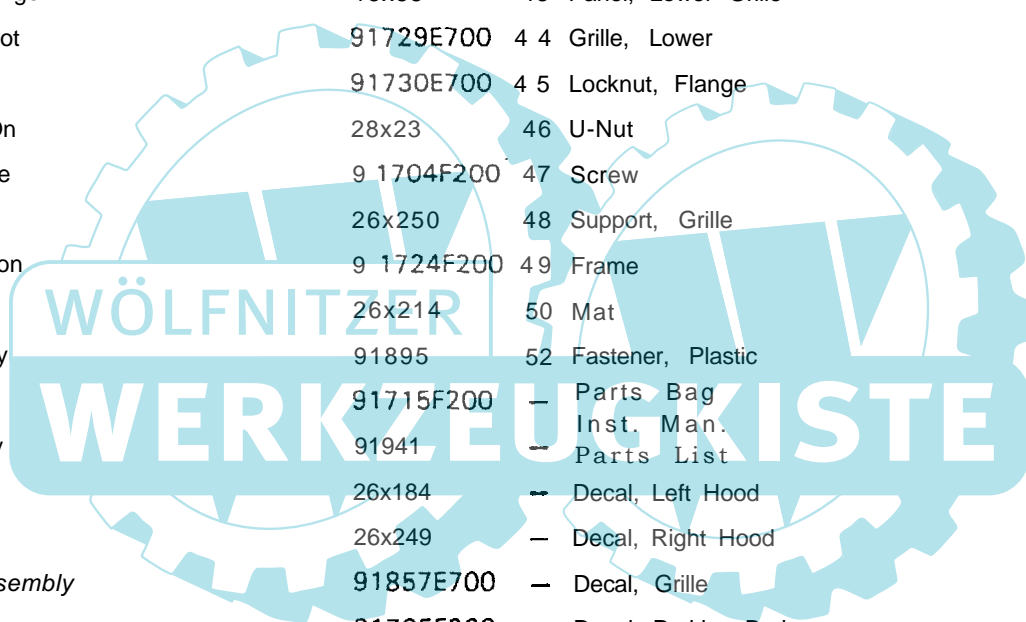 ot 91729E700 4 4 Grille, Lower
91730E700 4 5 Locknut, Flange
On 28x23 46 U-Nut
e 9 1704F200 47 Screw
26x250 48 Support, Grille
on 9 1724F200 49 Frame
WÖLFNITZER
26x214 50 Mat
y 91895 52 Fastener, Plastic
WERKZEUGKISTE
91715F200 — Parts Bag
Inst. Man.
91941 — Parts List
26x184 — Decal, Left Hood
26x249 — Decal, Right Hood
sembly 91857E700 — Decal, Grille